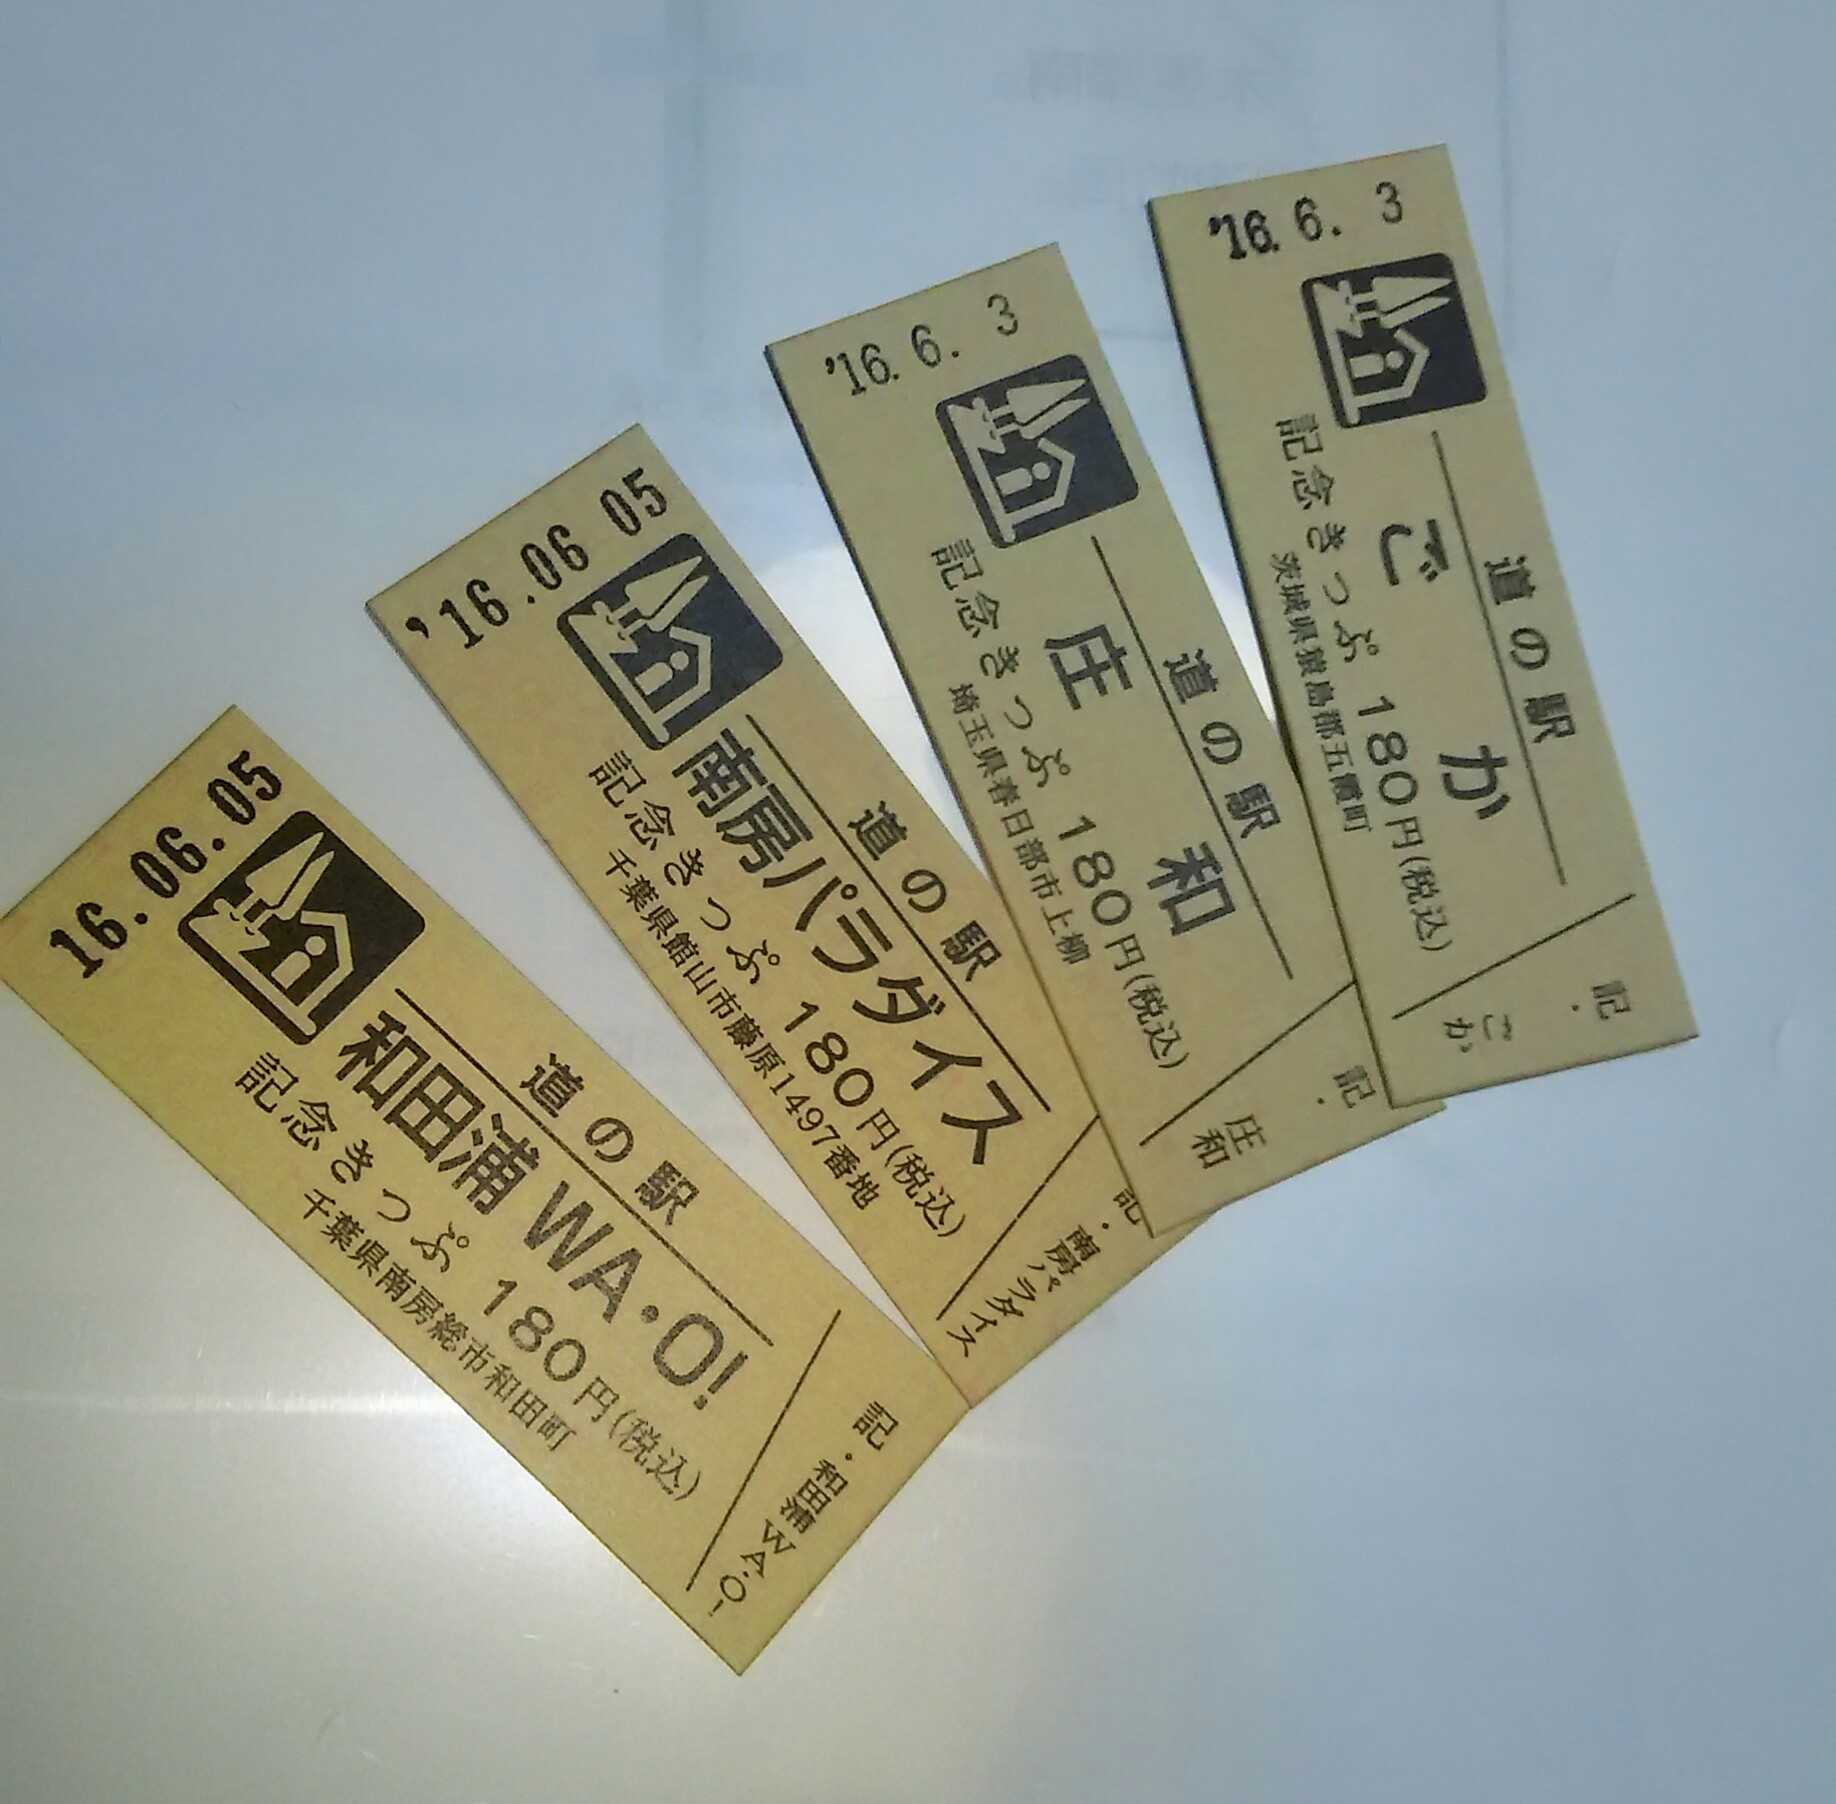 16.06.05
道の駅
和田浦 WA・O!
記念きっぷ 180円(税込)
千葉県南房総市和田町
記・和田浦WA・O!
'16.06 05
道の駅
南房パラダイス
記念きっぷ 180円(税込)
千葉県館山市藤原1497番地
記・南房パラダイス
'16. 6. 3
道の駅
庄和
記念きっぷ 180円(税込)
埼玉県春日部市上柳
記・庄和
'16. 6. 3
道の駅
ごか
記念きっぷ 180円(税込)
茨城県猿島郡五霞町
記・ごか